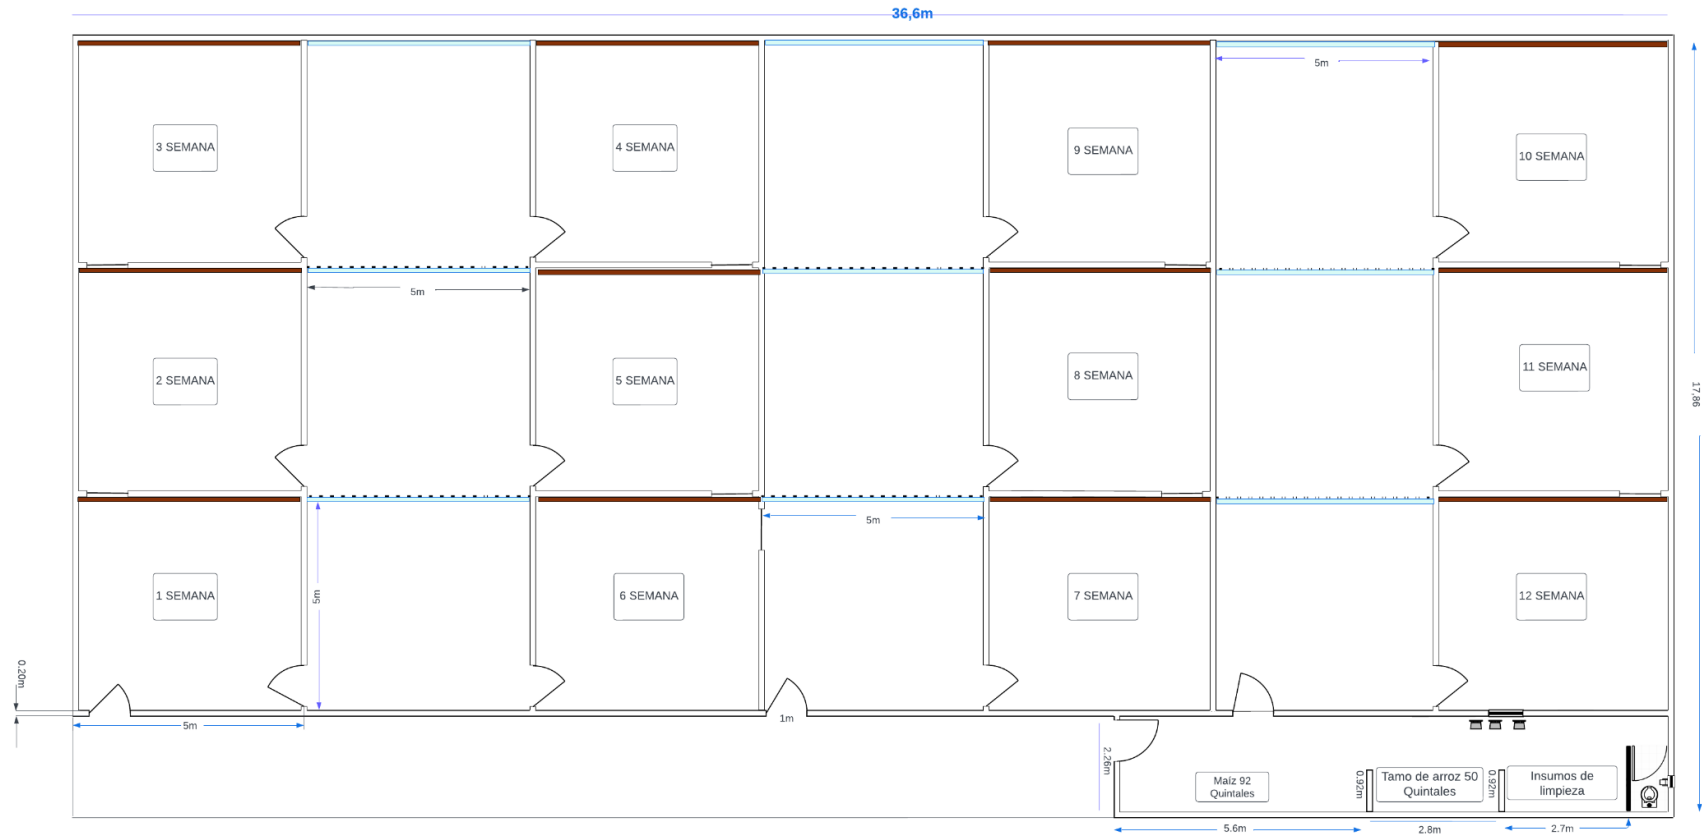 36,6m
5m
3 SEMANA
4 SEMANA
9 SEMANA
10 SEMANA
5m
2 SEMANA
5 SEMANA
8 SEMANA
11 SEMANA
17,86
5m
5m
1 SEMANA
6 SEMANA
7 SEMANA
12 SEMANA
0.20m
5m
1m
2.26m
Maíz 92
Quintales
0.92m
Tamo de arroz 50
Quintales
0.92m
Insumos de
limpieza
5.6m
2.8m
2.7m